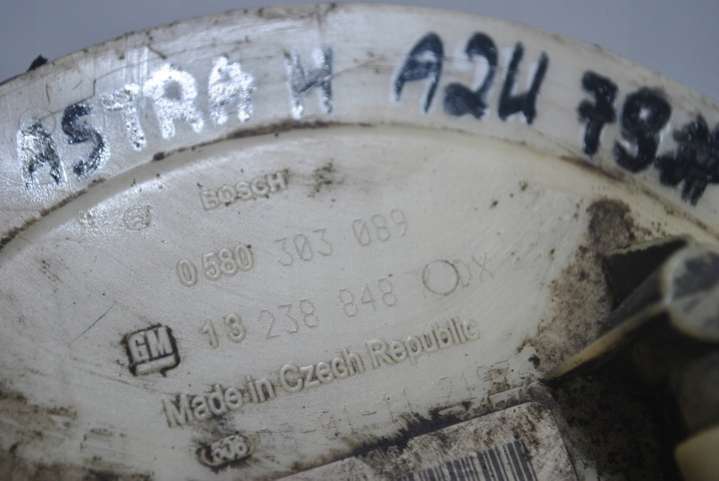 ASTRA H A24 79#
BOSCH
0 580 303 089
GM 13 238 848 DX
Made in Czech Republic